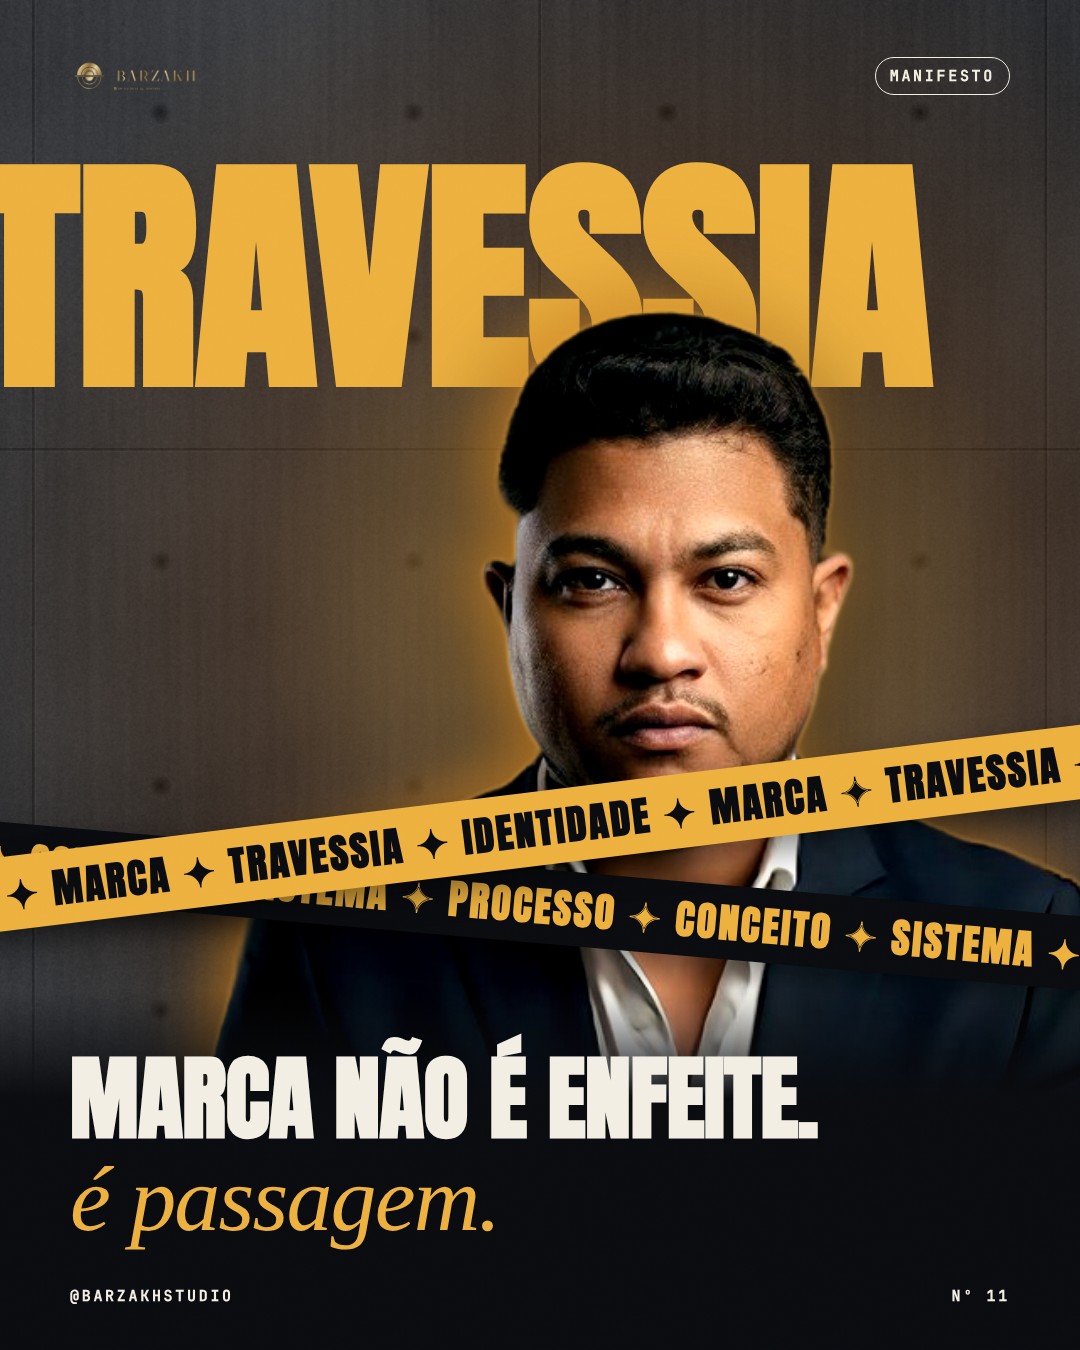 BARZAKH
MANIFESTO
TRAVESSIA
✦ MARCA ✦ TRAVESSIA ✦ IDENTIDADE ✦ MARCA ✦ TRAVESSIA ✦
✦ PROCESSO ✦ CONCEITO ✦ SISTEMA ✦
MARCA NÃO É ENFEITE.
é passagem.
@BARZAKHSTUDIO
N° 11